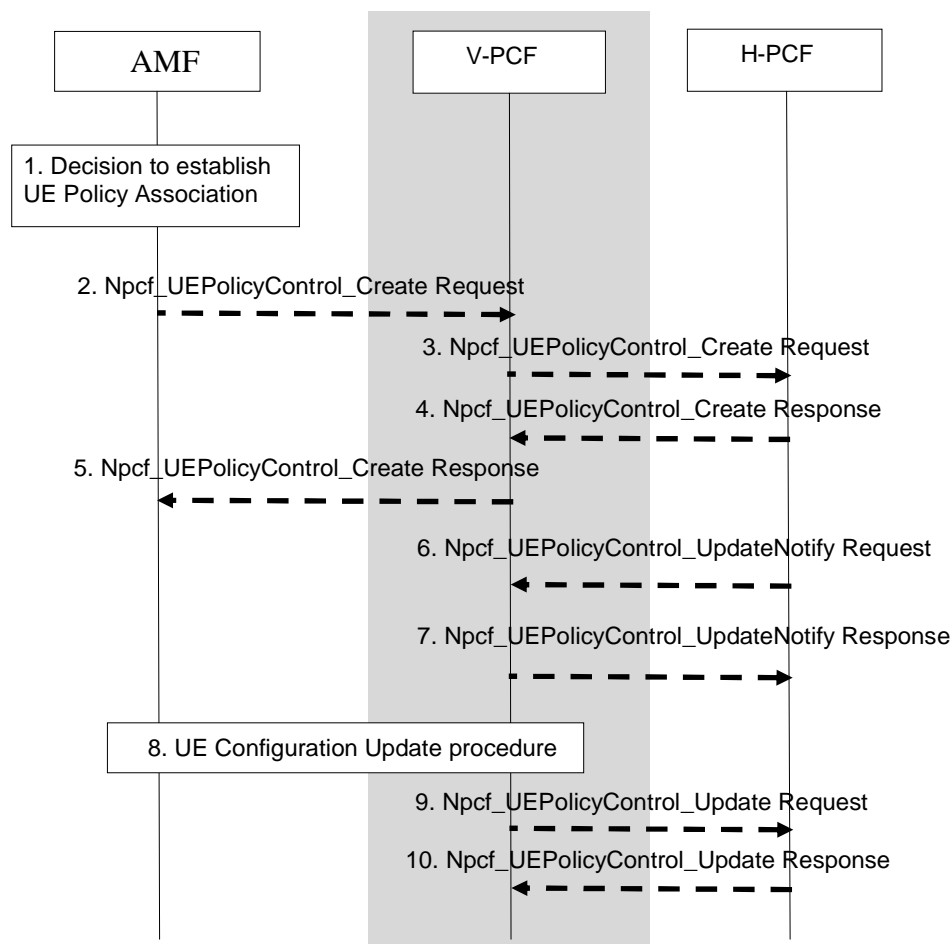 AMF
V-PCF
H-PCF
1. Decision to establish
UE Policy Association
2. Npcf_UEPolicyControl_Create Request
3. Npcf_UEPolicyControl_Create Request
4. Npcf_UEPolicyControl_Create Response
5. Npcf_UEPolicyControl_Create Response
6. Npcf_UEPolicyControl_UpdateNotify Request
7. Npcf_UEPolicyControl_UpdateNotify Response
8. UE Configuration Update procedure
9. Npcf_UEPolicyControl_Update Request
10. Npcf_UEPolicyControl_Update Response